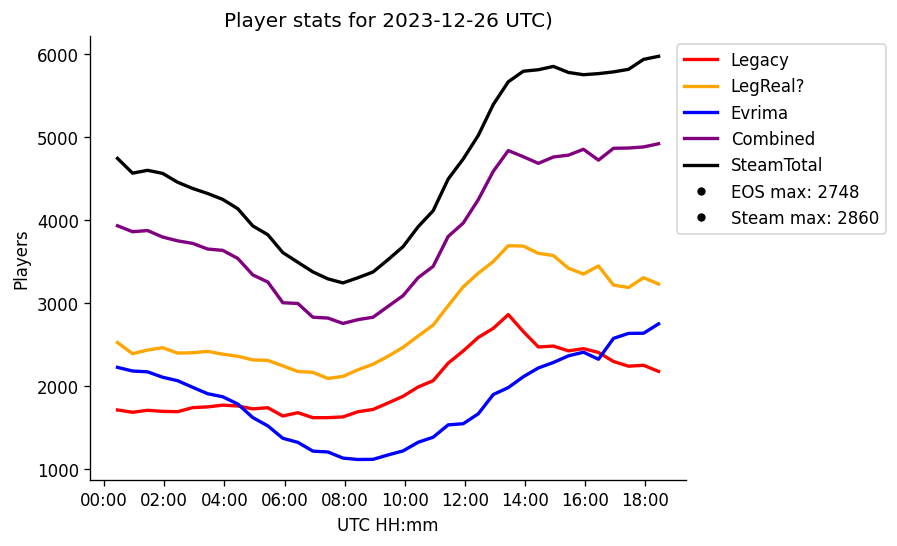 Player stats for 2023-12-26 UTC)
Players
6000
5000
4000
3000
2000
1000
00:00 02:00 04:00 06:00 08:00 10:00 12:00 14:00 16:00 18:00
UTC HH:mm
Legacy
LegReal?
Evrima
Combined
SteamTotal
EOS max: 2748
Steam max: 2860